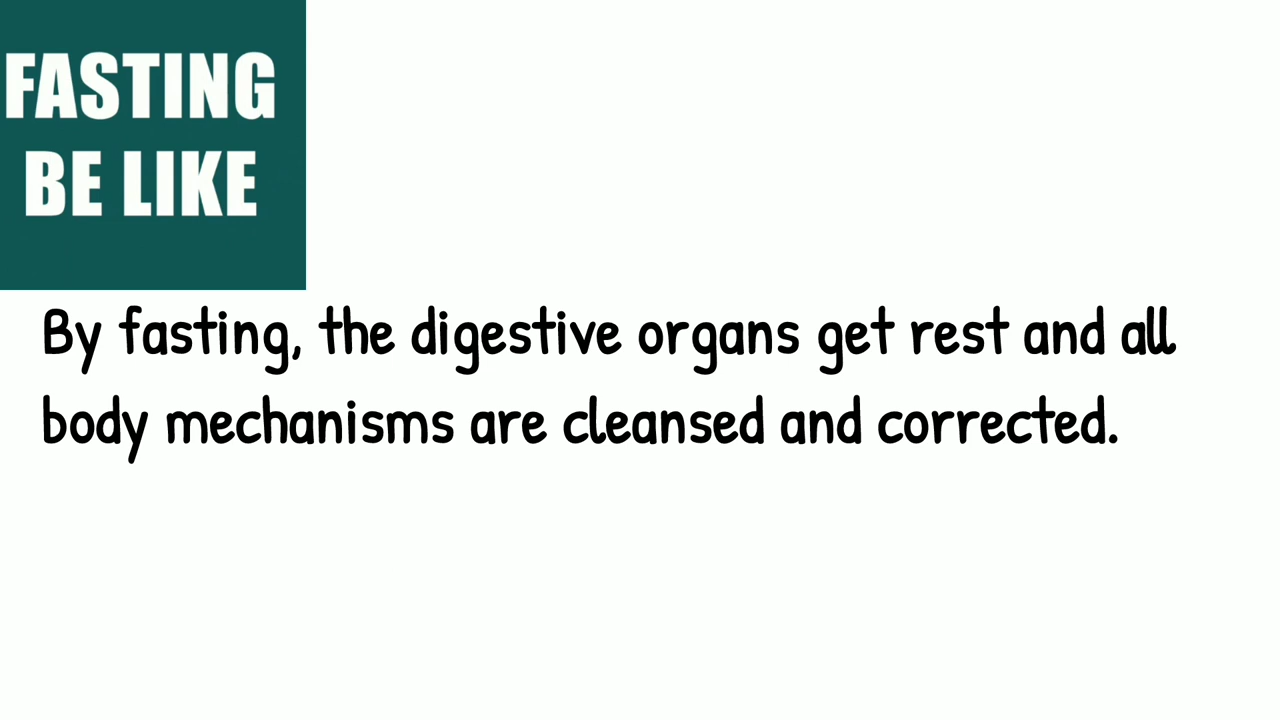 FASTING
BE LIKE
By fasting, the digestive organs get rest and all
body mechanisms are cleansed and corrected.